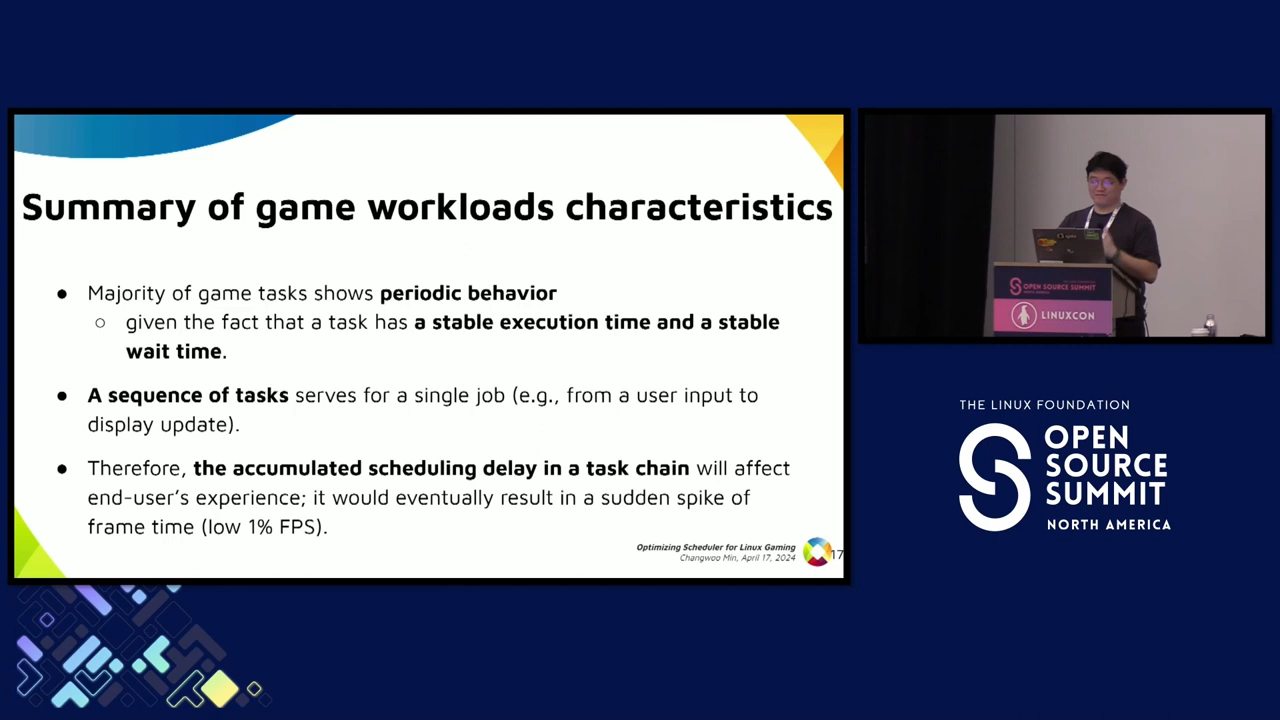 Summary of game workloads characteristics
● Majority of game tasks shows periodic behavior
○ given the fact that a task has a stable execution time and a stable
wait time.
● A sequence of tasks serves for a single job (e.g., from a user input to
display update).
● Therefore, the accumulated scheduling delay in a task chain will affect
end-user's experience; it would eventually result in a sudden spike of
frame time (low 1% FPS).
Optimizing Scheduler for Linux Gaming
Changwoo Min, April 17, 2024
17
OPEN SOURCE SUMMIT
LINUXCON
THE LINUX FOUNDATION
OPEN
SOURCE
SUMMIT
NORTH AMERICA